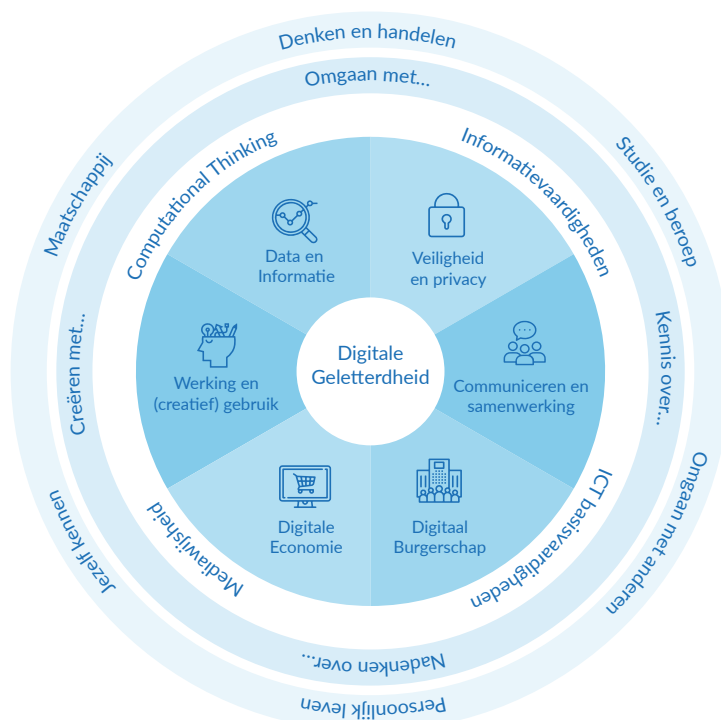 Denken en handelen
Omgaan met...
Computational Thinking
Informatievaardigheden
Maatschappij
Studie en beroep
Data en
Informatie
Veiligheid
en privacy
Creëren met...
Werking en
(creatief) gebruik
Digitale
Geletterdheid
Communiceren en
samenwerking
Kennis over...
Digitale
Economie
Digitaal
Burgerschap
Jezelf kennen
Mediawijsheid
ICT basisvaardigheden
Omgaan met anderen
Nadenken over...
Persoonlijk leven